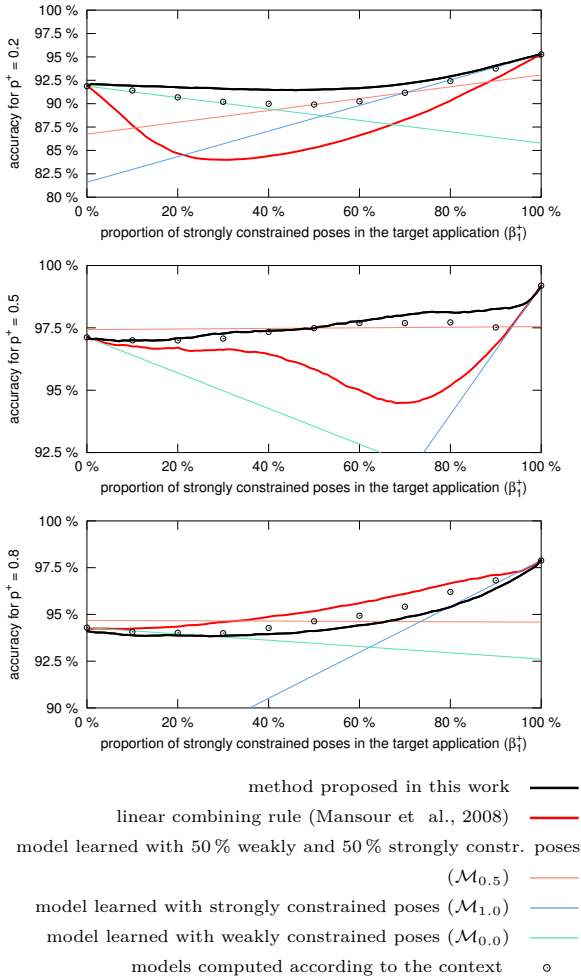 100 %
97.5 %
95 %
92.5 %
90 %
87.5 %
85 %
82.5 %
80 %
accuracy for p+ = 0.2
0 % 20 % 40 % 60 % 80 % 100 %
proportion of strongly constrained poses in the target application (β₁⁺)
100 %
97.5 %
95 %
92.5 %
accuracy for p+ = 0.5
0 % 20 % 40 % 60 % 80 % 100 %
proportion of strongly constrained poses in the target application (β₁⁺)
100 %
97.5 %
95 %
92.5 %
90 %
accuracy for p+ = 0.8
0 % 20 % 40 % 60 % 80 % 100 %
proportion of strongly constrained poses in the target application (β₁⁺)
method proposed in this work
linear combining rule (Mansour et al., 2008)
model learned with 50 % weakly and 50 % strongly constr. poses
(ℳ₀.₅)
model learned with strongly constrained poses (ℳ₁.₀)
model learned with weakly constrained poses (ℳ₀.₀)
models computed according to the context